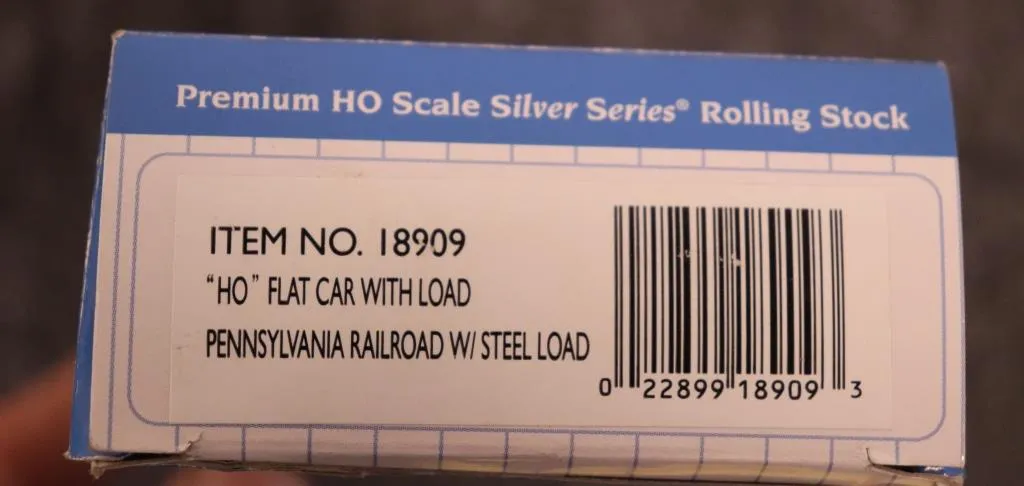 Premium HO Scale Silver Series® Rolling Stock
ITEM NO. 18909
“HO” FLAT CAR WITH LOAD
PENNSYLVANIA RAILROAD W/ STEEL LOAD
0 22899 18909 3